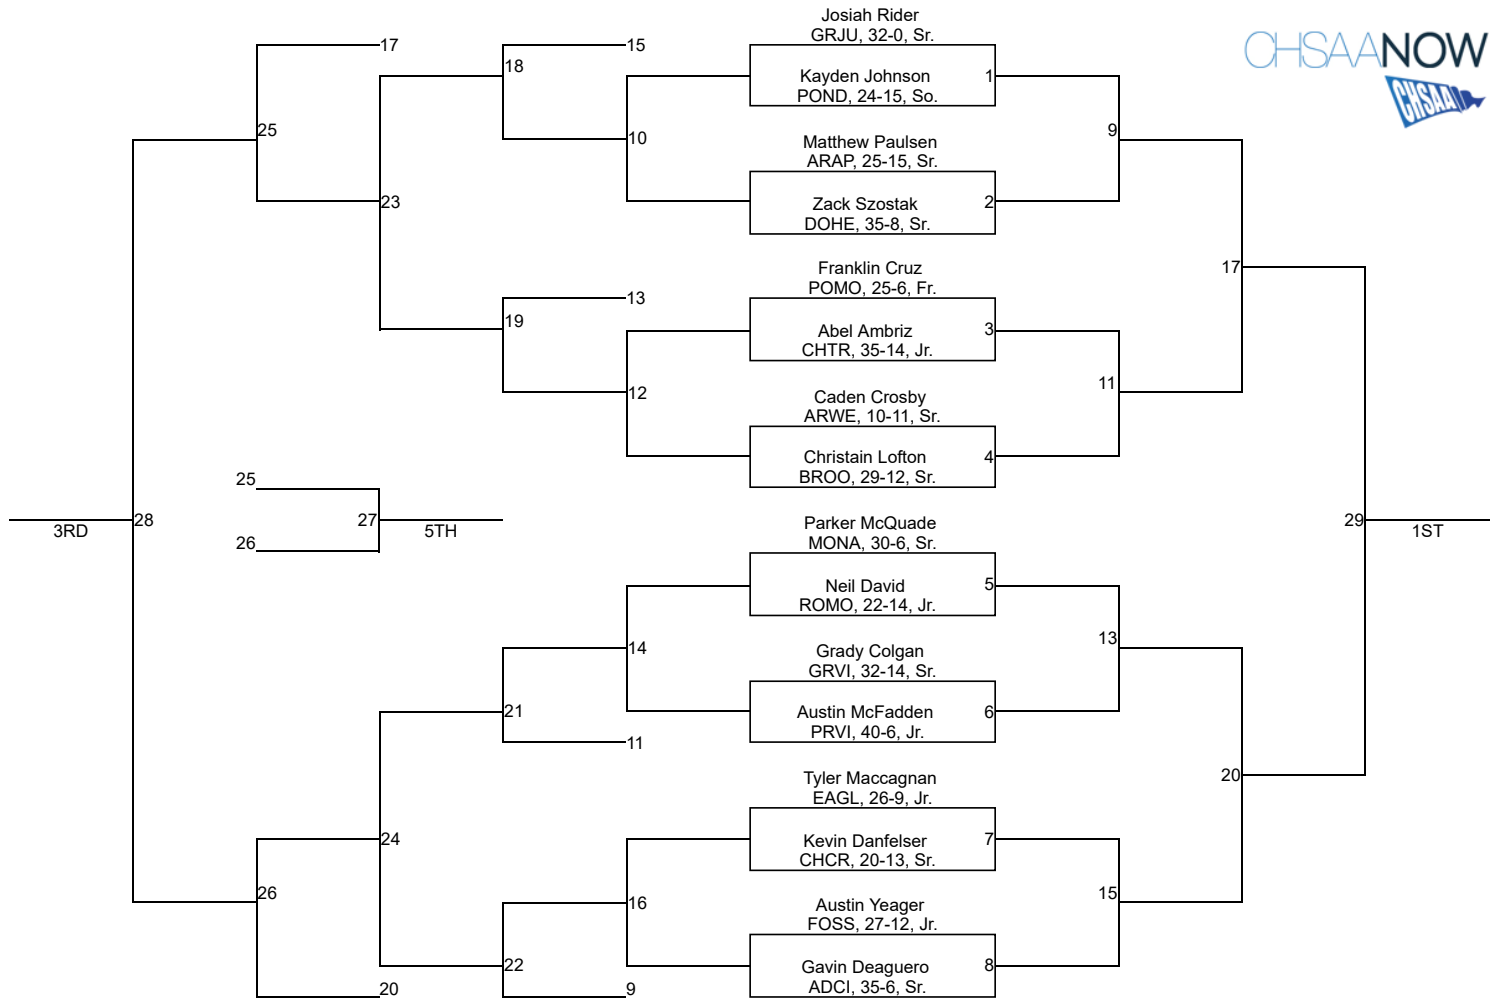 Josiah Rider
GRJU, 32-0, Sr.
CHSAANOW
CHSAA
17
15
18
Kayden Johnson
POND, 24-15, So.
1
25
10
Matthew Paulsen
ARAP, 25-15, Sr.
9
23
Zack Szostak
DOHE, 35-8, Sr.
2
Franklin Cruz
POMO, 25-6, Fr.
17
13
19
Abel Ambriz
CHTR, 35-14, Jr.
3
12
11
Caden Crosby
ARWE, 10-11, Sr.
Christain Lofton
BROO, 29-12, Sr.
4
25
28
3RD
27
5TH
26
29
1ST
Parker McQuade
MONA, 30-6, Sr.
Neil David
ROMO, 22-14, Jr.
5
14
13
Grady Colgan
GRVI, 32-14, Sr.
21
Austin McFadden
PRVI, 40-6, Jr.
6
11
Tyler Maccagnan
EAGL, 26-9, Jr.
20
24
Kevin Danfelser
CHCR, 20-13, Sr.
7
26
16
15
Austin Yeager
FOSS, 27-12, Jr.
22
Gavin Deaguero
ADCI, 35-6, Sr.
8
20
9